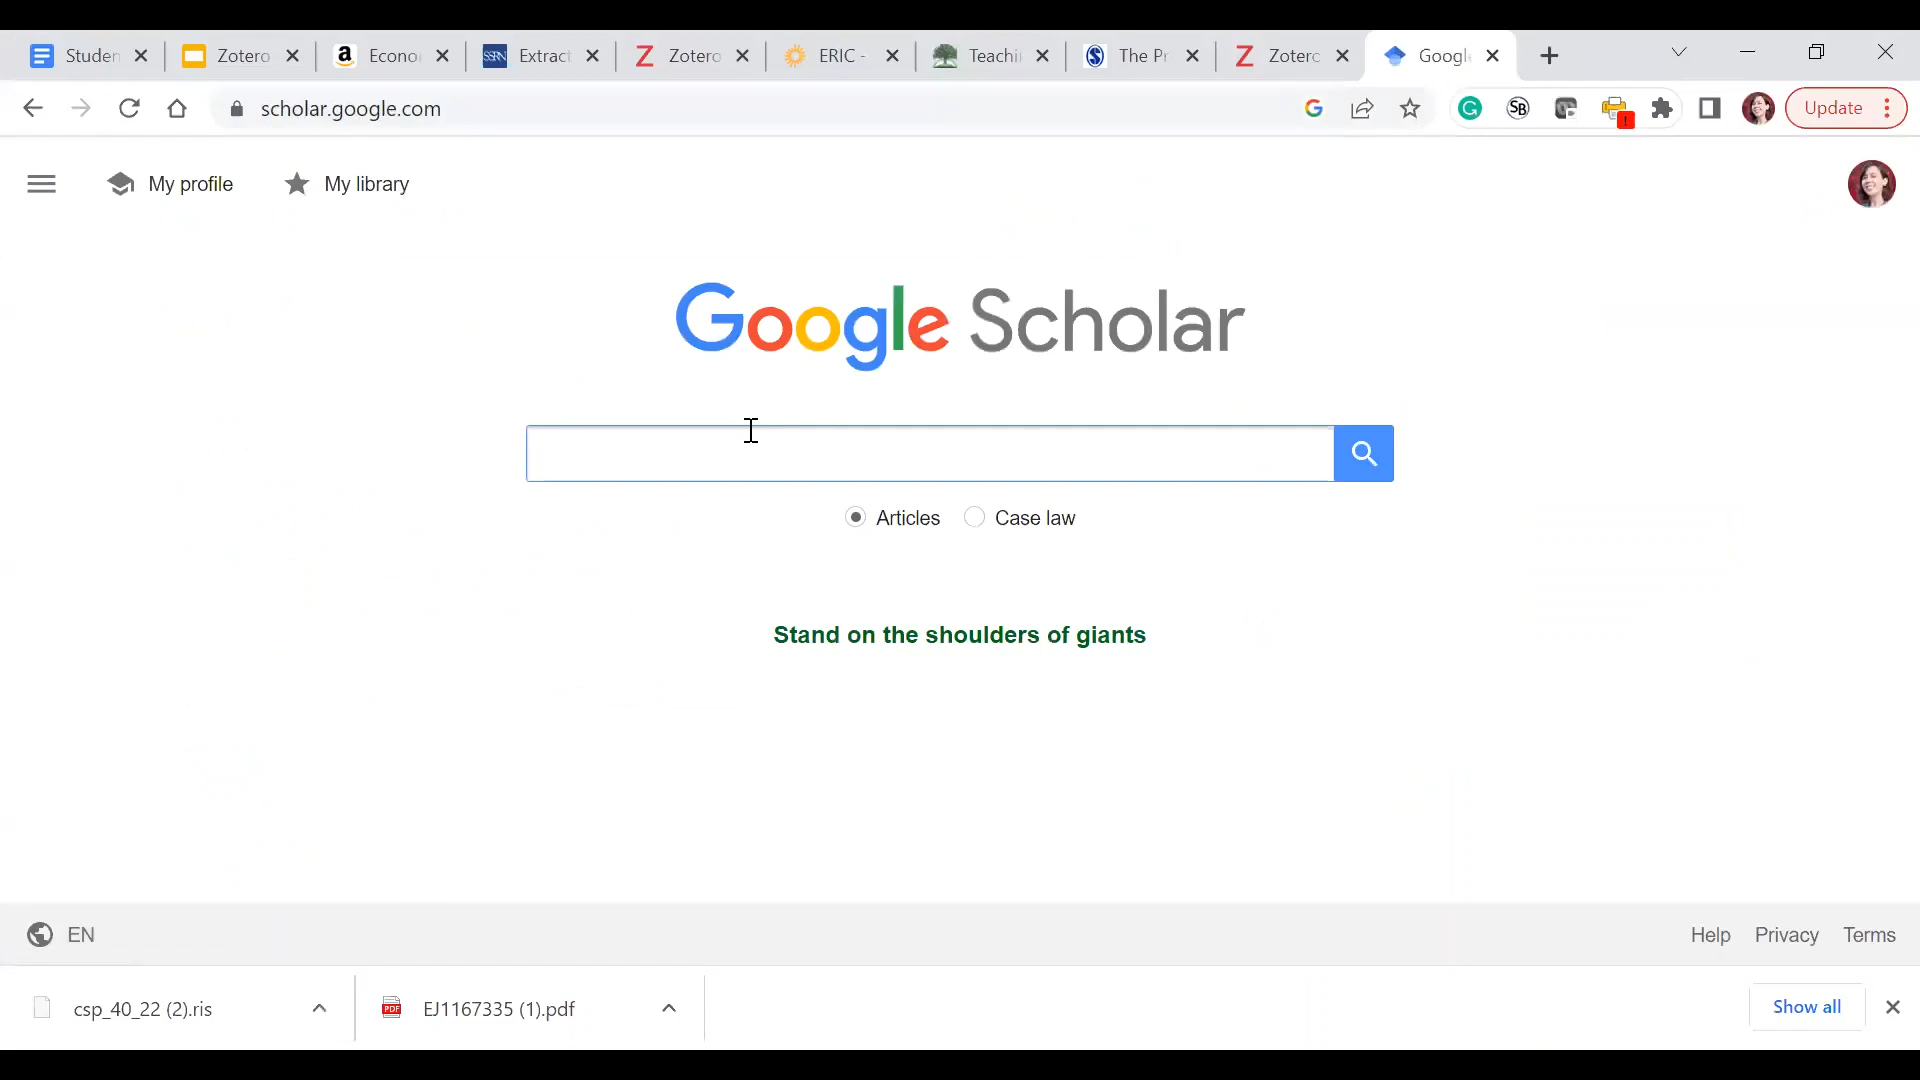 Studen Zotero Econo Extract Zotero ERIC - Teachi The Pr Zotero Googl
scholar.google.com Update
My profile My library
Google Scholar
Articles Case law
Stand on the shoulders of giants
EN Help Privacy Terms
csp_40_22 (2).ris EJ1167335 (1).pdf Show all